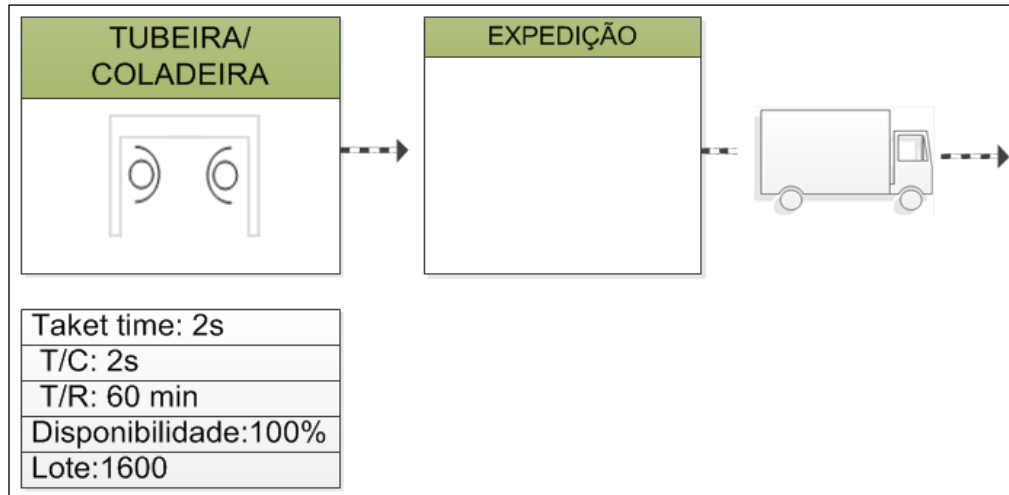 TUBEIRA/
COLADEIRA
EXPEDIÇÃO
Taket time: 2s
T/C: 2s
T/R: 60 min
Disponibilidade:100%
Lote:1600